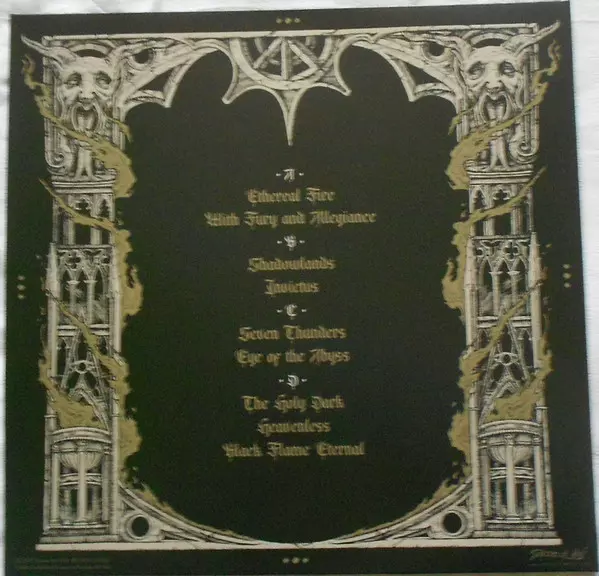 - A -
Ethereal Fire
With Fury and Allegiance
- B -
Shadowlands
Invictus
- C -
Seven Thunders
Eye of the Abyss
- D -
The Holy Dark
Heavenless
Black Flame Eternal